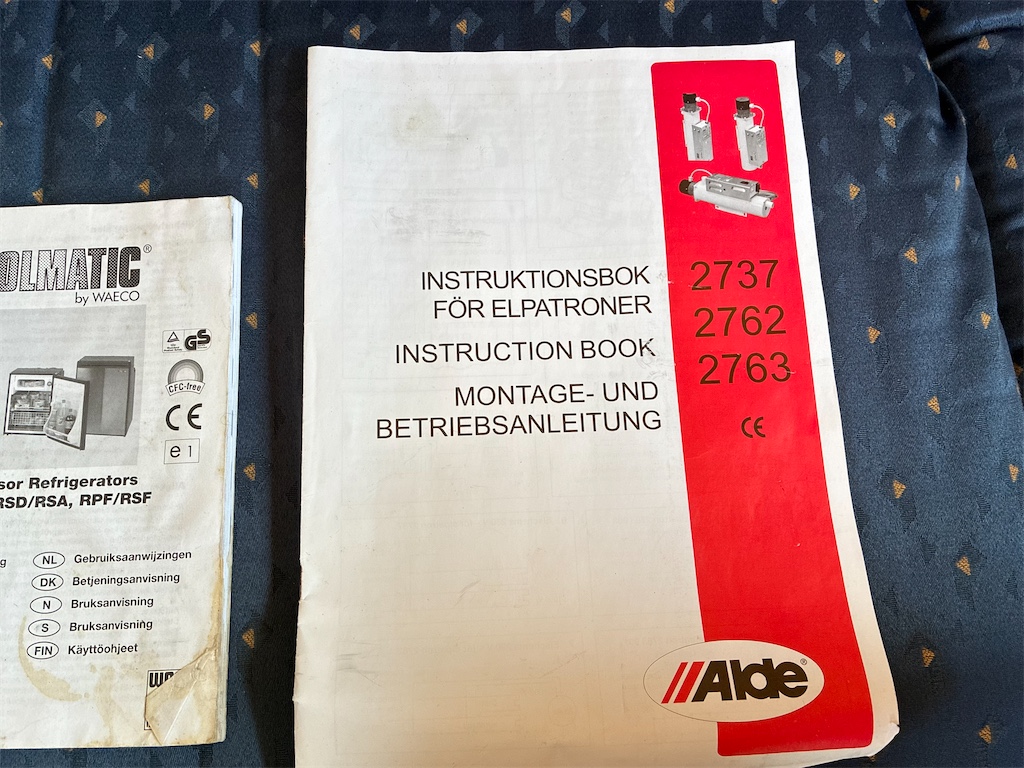 OLMATIC®
by WAECO
GS
CFC-free
CE
e1
sor Refrigerators
RSD/RSA, RPF/RSF
g
NL Gebruiksaanwijzingen
DK Betjeningsanvisning
N Bruksanvisning
S Bruksanvisning
FIN Käyttöohjeet
INSTRUKTIONSBOK
FÖR ELPATRONER
INSTRUCTION BOOK
MONTAGE- UND
BETRIEBSANLEITUNG
2737
2762
2763
CE
Alde®